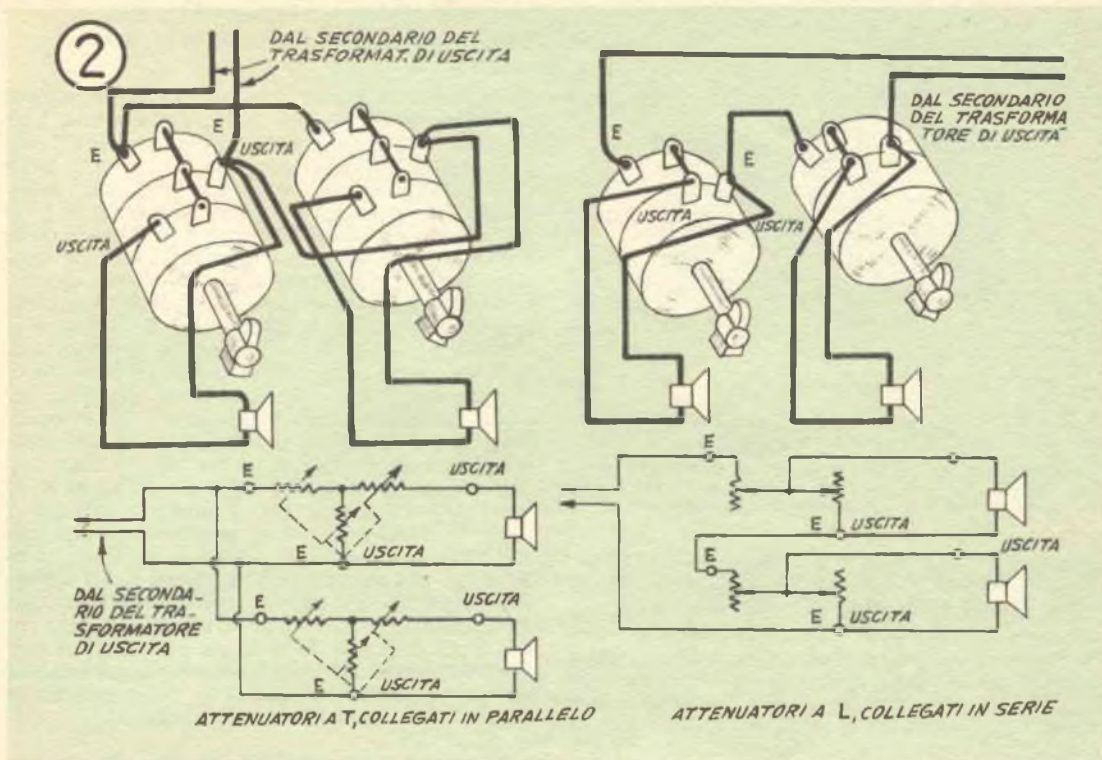 2
DAL SECONDARIO DEL
TRASFORMAT. DI USCITA
E
E
USCITA
USCITA
DAL SECONDARIO
DEL TRASFORMA
TORE DI USCITA
E
E
USCITA
USCITA
E
USCITA
E
USCITA
DAL SECONDA-
RIO DEL TRA-
SFORMATORE
DI USCITA
E
USCITA
E
USCITA
ATTENUATORI A T, COLLEGATI IN PARALLELO
E
E
USCITA
E
USCITA
E
USCITA
ATTENUATORI A L, COLLEGATI IN SERIE